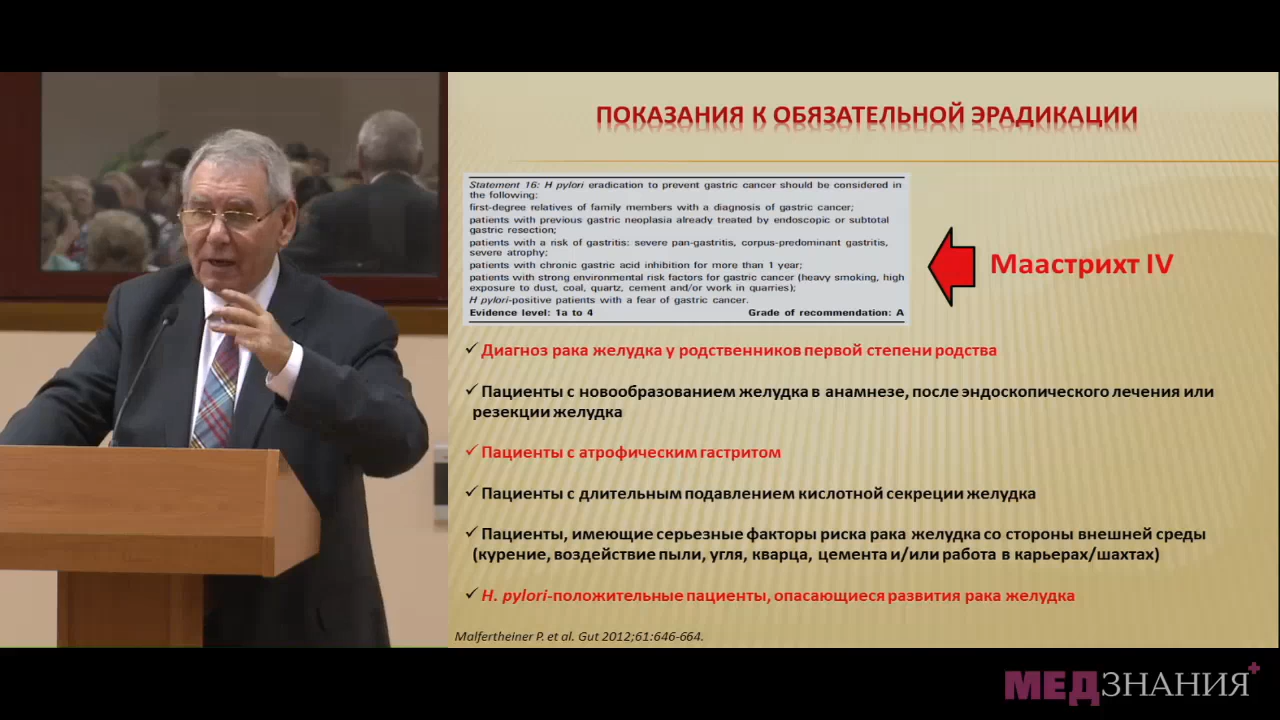 ПОКАЗАНИЯ К ОБЯЗАТЕЛЬНОЙ ЭРАДИКАЦИИ
Statement 16: H pylori eradication to prevent gastric cancer should be considered in
the following:
first-degree relatives of family members with a diagnosis of gastric cancer;
patients with previous gastric neoplasia already treated by endoscopic or subtotal
gastric resection;
patients with a risk of gastritis: severe pan-gastritis, corpus-predominant gastritis,
severe atrophy;
patients with chronic gastric acid inhibition for more than 1 year;
patients with strong environmental risk factors for gastric cancer (heavy smoking, high
exposure to dust, coal, quartz, cement and/or work in quarries);
H pylori-positive patients with a fear of gastric cancer.
Evidence level: 1a to 4 Grade of recommendation: A
Маастрихт IV
✓ Диагноз рака желудка у родственников первой степени родства
✓ Пациенты с новообразованием желудка в анамнезе, после эндоскопического лечения или
резекции желудка
✓ Пациенты с атрофическим гастритом
✓ Пациенты с длительным подавлением кислотной секреции желудка
✓ Пациенты, имеющие серьезные факторы риска рака желудка со стороны внешней среды
(курение, воздействие пыли, угля, кварца, цемента и/или работа в карьерах/шахтах)
✓ H. pylori-положительные пациенты, опасающиеся развития рака желудка
Malfertheiner P. et al. Gut 2012;61:646-664.
МЕДЗНАНИЯ+